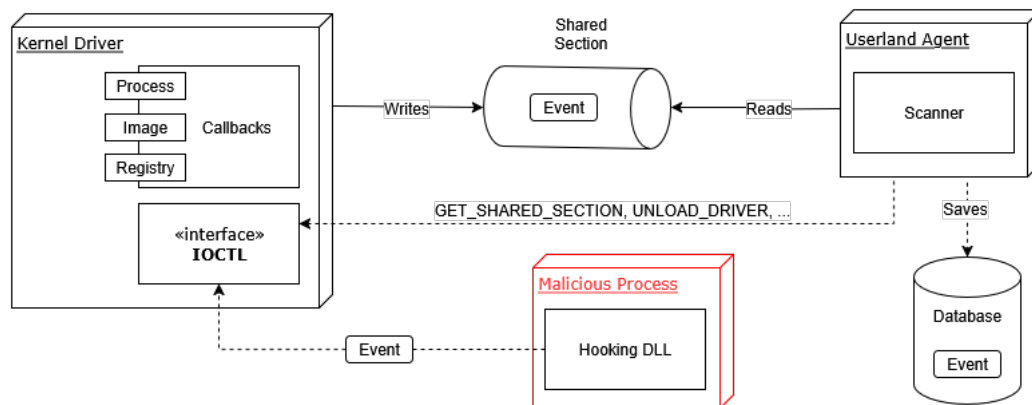 Kernel Driver
Process
Image
Registry
Callbacks
«interface»
IOCTL
Writes
Shared
Section
Event
Reads
Userland Agent
Scanner
GET_SHARED_SECTION, UNLOAD_DRIVER, ...
Saves
Malicious Process
Hooking DLL
Event
Database
Event